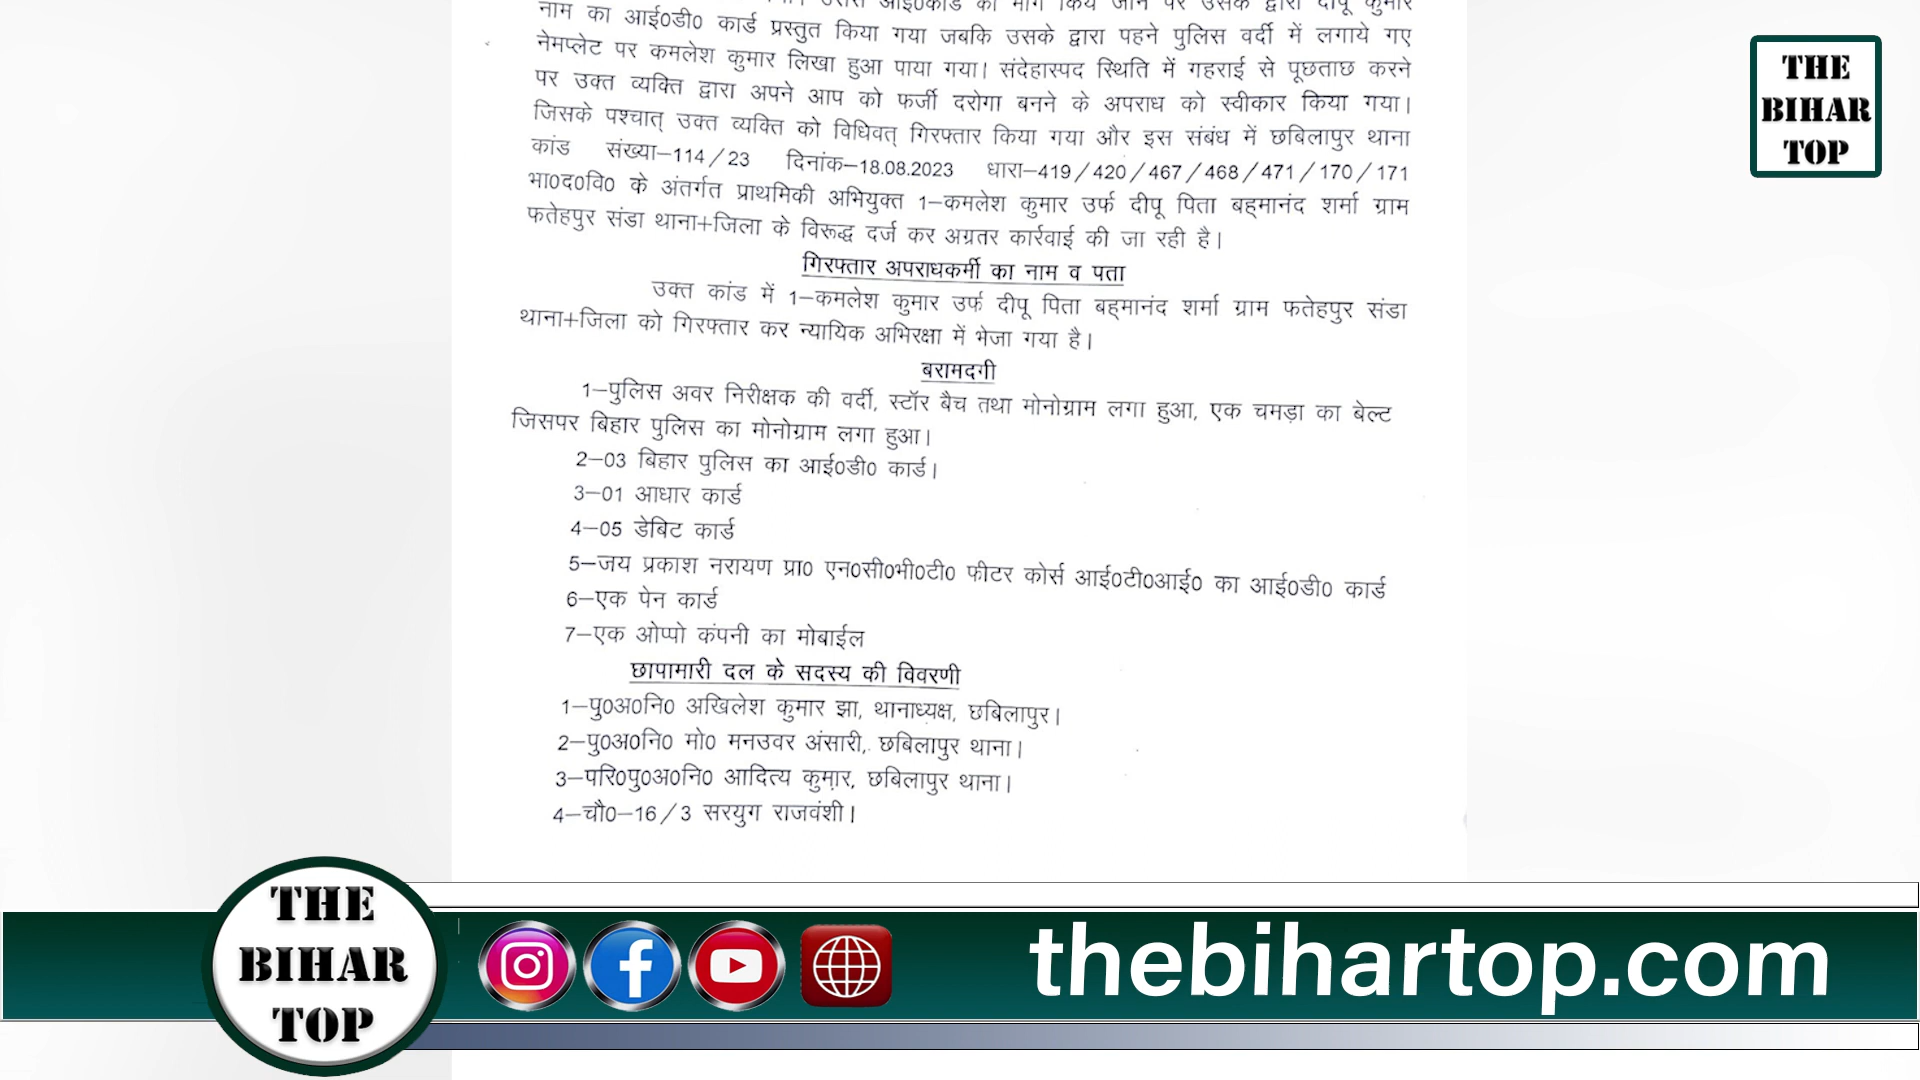 नाम का आई०डी० कार्ड प्रस्तुत किया गया जबकि उसके द्वारा पहने पुलिस वर्दी में लगाये गए
नेमप्लेट पर कमलेश कुमार लिखा हुआ पाया गया। संदेहास्पद स्थिति में गहराई से पूछताछ करने
पर उक्त व्यक्ति द्वारा अपने आप को फर्जी दरोगा बनने के अपराध को स्वीकार किया गया।
जिसके पश्चात् उक्त व्यक्ति को विधिवत् गिरफ्तार किया गया और इस संबंध में छबिलापुर थाना
कांड संख्या–114/23 दिनांक–18.08.2023 धारा–419/420/467/468/471/170/171
भा०द०वि० के अंतर्गत प्राथमिकी अभियुक्त 1–कमलेश कुमार उर्फ दीपू पिता बह्मानंद शर्मा ग्राम
फतेहपुर संडा थाना+जिला के विरूद्ध दर्ज कर अग्रतर कार्रवाई की जा रही है।
गिरफ्तार अपराधकर्मी का नाम व पता
उक्त कांड में 1–कमलेश कुमार उर्फ दीपू पिता बह्मानंद शर्मा ग्राम फतेहपुर संडा
थाना+जिला को गिरफ्तार कर न्यायिक अभिरक्षा में भेजा गया है।
बरामदगी
1–पुलिस अवर निरीक्षक की वर्दी, स्टॉर बैच तथा मोनोग्राम लगा हुआ, एक चमड़ा का बेल्ट
जिसपर बिहार पुलिस का मोनोग्राम लगा हुआ।
2–03 बिहार पुलिस का आई०डी० कार्ड।
3–01 आधार कार्ड
4–05 डेबिट कार्ड
5–जय प्रकाश नरायण प्रा० एन०सी०भी०टी० फीटर कोर्स आई०टी०आई० का आई०डी० कार्ड
6–एक पेन कार्ड
7–एक ओप्पो कंपनी का मोबाईल
छापामारी दल के सदस्य की विवरणी
1–पु०अ०नि० अखिलेश कुमार झा, थानाध्यक्ष, छबिलापुर।
2–पु०अ०नि० मो० मनउवर अंसारी, छबिलापुर थाना।
3–परि०पु०अ०नि० आदित्य कुमार, छबिलापुर थाना।
4–चौ०–16/3 सरयुग राजवंशी।
THE
BIHAR
TOP
THE
BIHAR
TOP
thebihartop.com